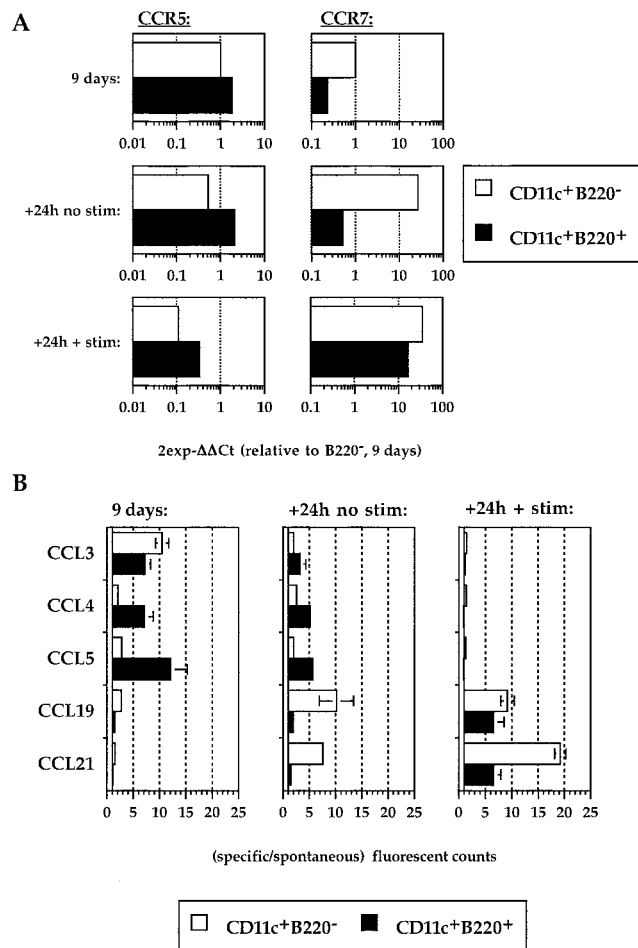 A
CCR5: CCR7:
9 days:
0.01 0.1 1 10 0.1 1 10 100
+24h no stim:
0.01 0.1 1 10 0.1 1 10 100
CD11c⁺B220⁻
CD11c⁺B220⁺
+24h + stim:
0.01 0.1 1 10 0.1 1 10 100
2exp-ΔΔCt (relative to B220⁻, 9 days)
B
9 days: +24h no stim: +24h + stim:
CCL3
CCL4
CCL5
CCL19
CCL21
0 5 10 15 20 25 0 5 10 15 20 25 0 5 10 15 20 25
(specific/spontaneous) fluorescent counts
CD11c⁺B220⁻ CD11c⁺B220⁺